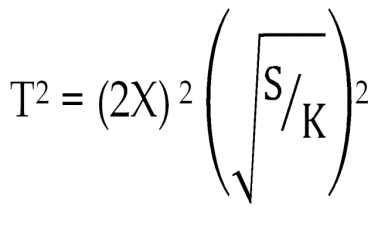 T² = (2X)² (√S/K)²